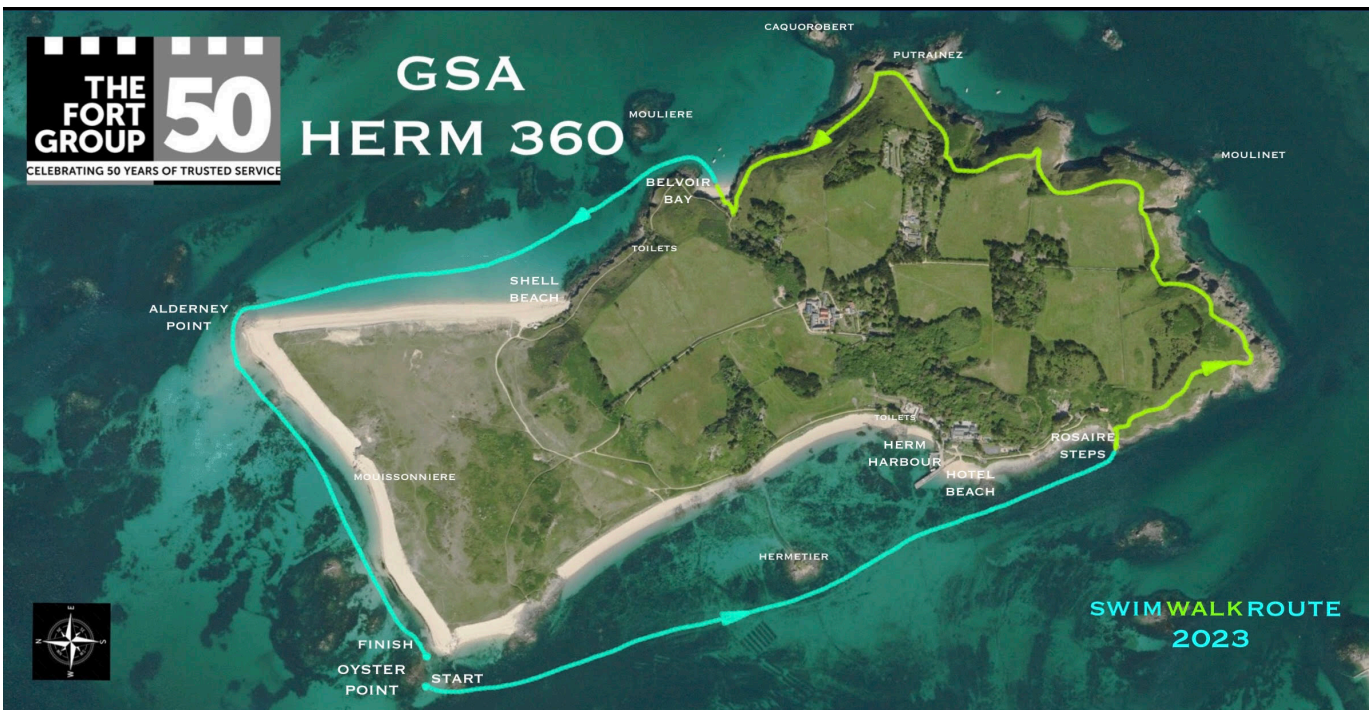 THE
FORT
GROUP
50
CELEBRATING 50 YEARS OF TRUSTED SERVICE
GSA
HERM 360
CAQUOROBERT
PUTRAINEZ
MOULIERE
MOULINET
BELVOIR
BAY
TOILETS
SHELL
BEACH
ALDERNEY
POINT
TOILETS
HERM
HARBOUR
ROSAIRE
STEPS
HOTEL
BEACH
MOUISSONNIERE
HERMETIER
SWIMWALKROUTE
2023
FINISH
OYSTER
POINT
START
E
N
S
W